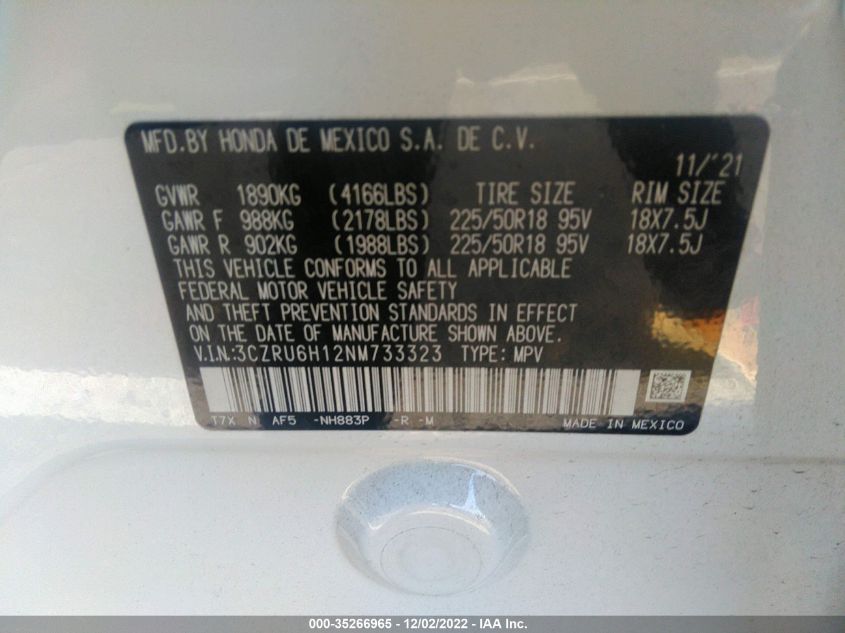 MFD.BY HONDA DE MEXICO S.A. DE C.V.
11/'21
GVWR 1890KG (4166LBS) TIRE SIZE RIM SIZE
GAWR F 988KG (2178LBS) 225/50R18 95V 18X7.5J
GAWR R 902KG (1988LBS) 225/50R18 95V 18X7.5J
THIS VEHICLE CONFORMS TO ALL APPLICABLE
FEDERAL MOTOR VEHICLE SAFETY
AND THEFT PREVENTION STANDARDS IN EFFECT
ON THE DATE OF MANUFACTURE SHOWN ABOVE.
V.I.N:3CZRU6H12NM733323 TYPE: MPV
T7X N AF5 -NH883P -R -M MADE IN MEXICO
000-35266965 - 12/02/2022 - IAA Inc.